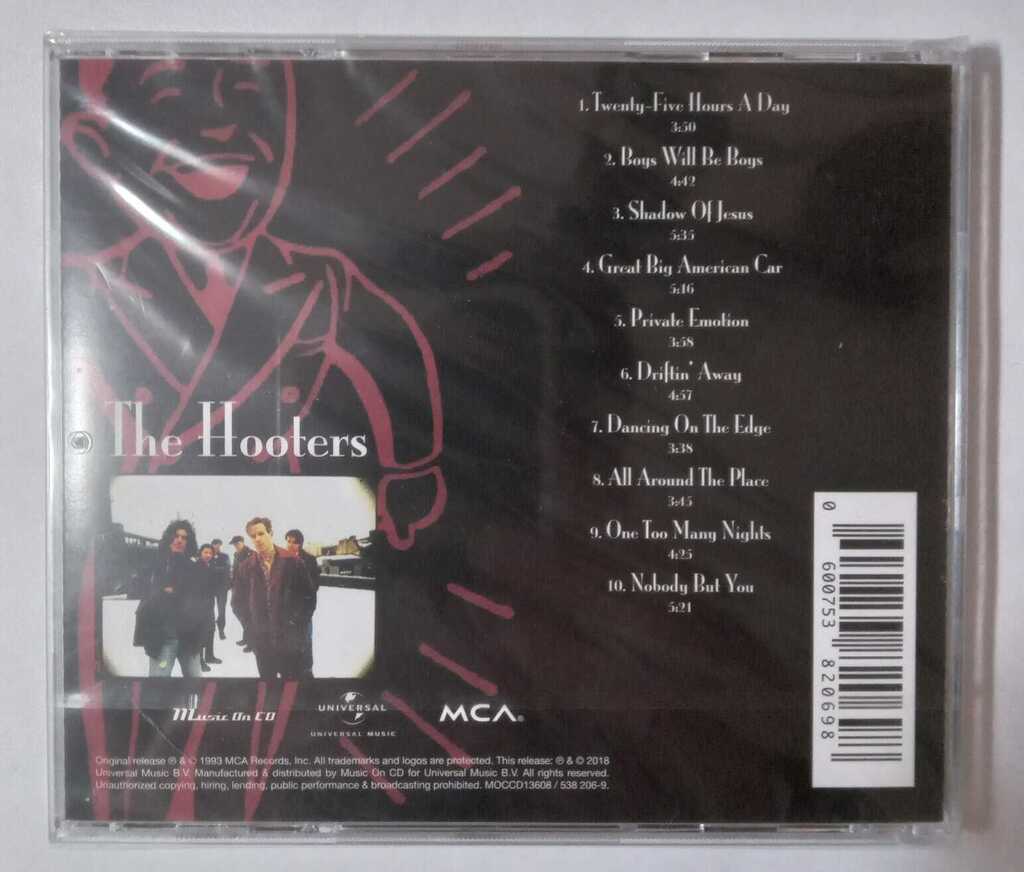 1. Twenty-Five Hours A Day
3:50
2. Boys Will Be Boys
4:42
3. Shadow Of Jesus
5:35
4. Great Big American Car
5:16
5. Private Emotion
3:58
6. Driftin' Away
4:57
7. Dancing On The Edge
3:38
8. All Around The Place
3:45
9. One Too Many Nights
4:25
10. Nobody But You
5:21
The Hooters
Music On CD
UNIVERSAL
UNIVERSAL MUSIC
MCA®
Original release ℗ & © 1993 MCA Records, Inc. All trademarks and logos are protected. This release: ℗ & © 2018
Universal Music B.V. Manufactured & distributed by Music On CD for Universal Music B.V. All rights reserved.
Unauthorized copying, hiring, lending, public performance & broadcasting prohibited. MOCCD13608 / 538 206-9.
0 600753 820698